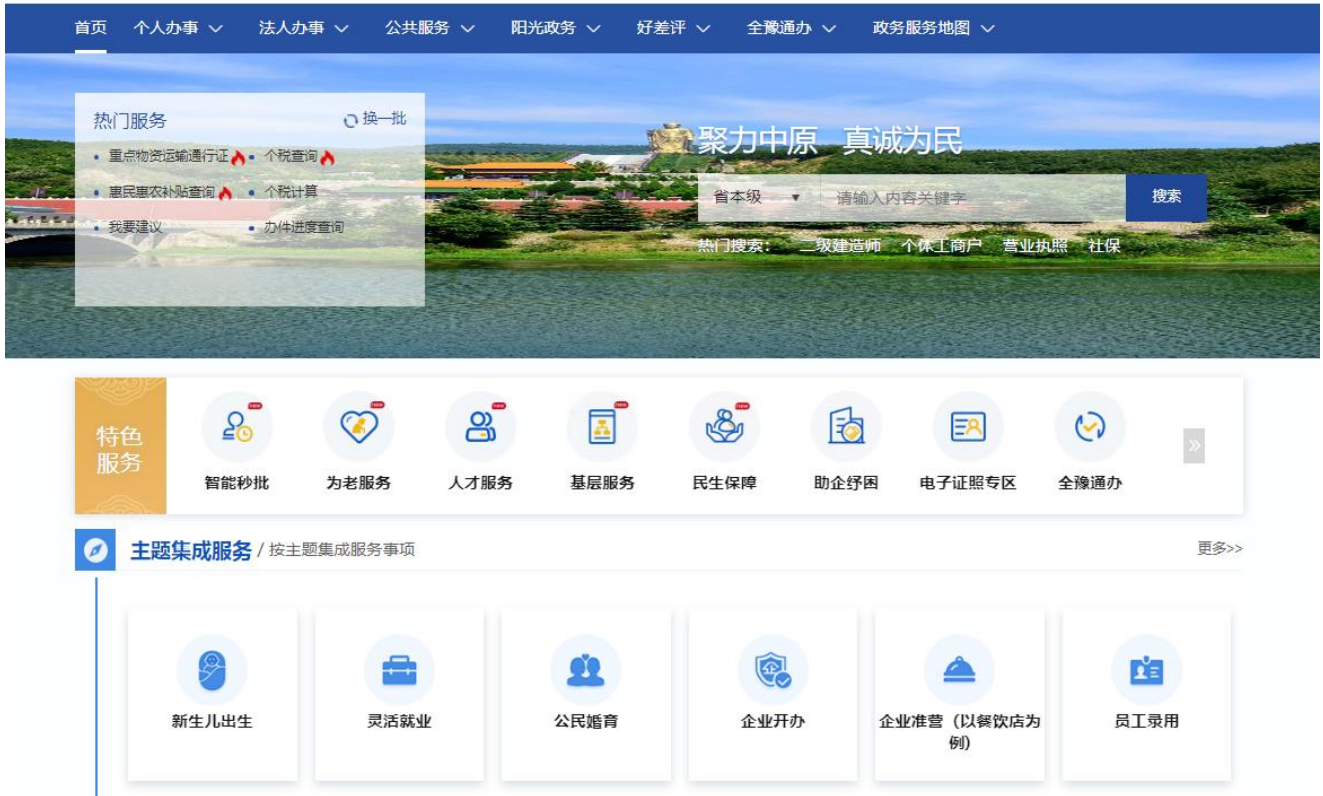 首页 个人办事 法人办事 公共服务 阳光政务 好差评 全豫通办 政务服务地图
热门服务 换一批
重点物资运输通行证 个税查询
惠民惠农补贴查询 个税计算
我要建议 办件进度查询
聚力中原 真诚为民
省本级 请输入内容关键字 搜索
热门搜索: 二级建造师 个体工商户 营业执照 社保
特色
服务
智能秒批 为老服务 人才服务 基层服务 民生保障 助企纾困 电子证照专区 全豫通办
主题集成服务 / 按主题集成服务事项 更多>>
新生儿出生 灵活就业 公民婚育 企业开办 企业准营（以餐饮店为
例） 员工录用